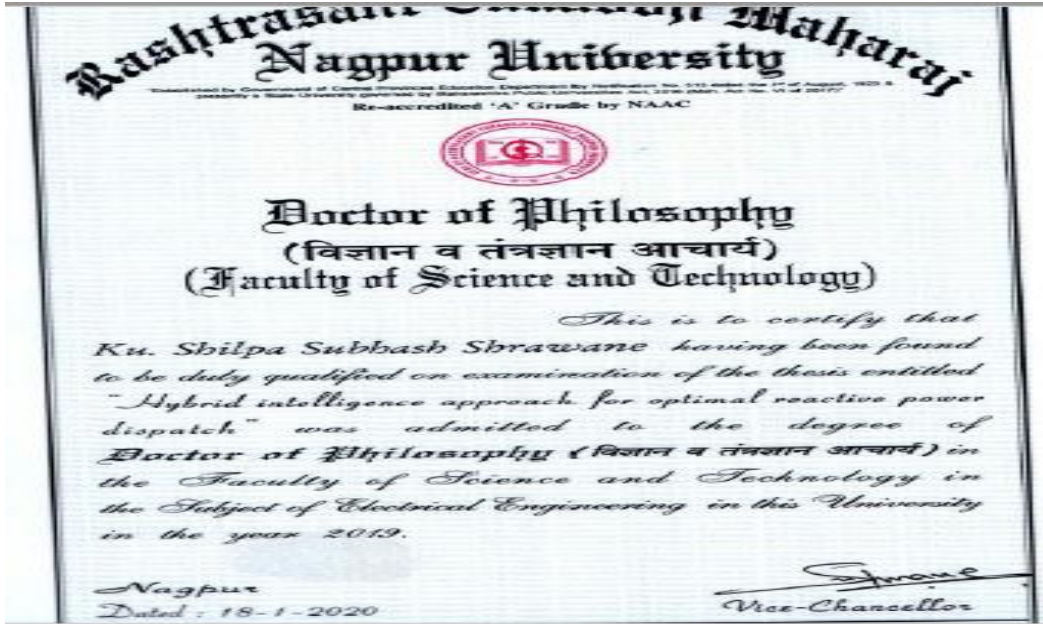 Rashtrasant Tukadoji Maharaj
Nagpur University
Re-accredited 'A' Grade by NAAC
Doctor of Philosophy
(विज्ञान व तंत्रज्ञान आचार्य)
(Faculty of Science and Technology)
This is to certify that
Ku. Shilpa Subhash Shrawane having been found
to be duly qualified on examination of the thesis entitled
"Hybrid intelligence approach for optimal reactive power
dispatch" was admitted to the degree of
Doctor of Philosophy (विज्ञान व तंत्रज्ञान आचार्य) in
the Faculty of Science and Technology in
the Subject of Electrical Engineering in this University
in the year 2019.
Nagpur
Dated : 18-1-2020
Vice-Chancellor